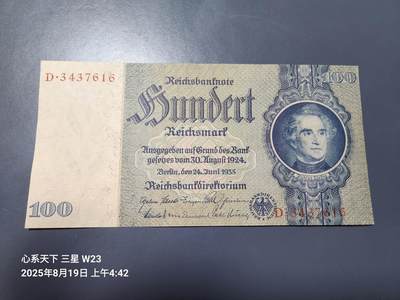 D·3437616
Reichsbanknote
100
Hundert
Reichsmark
Ausgegeben auf Grund des Bank
gesetzes vom 30. August 1924.
Berlin, den 24. Juni 1935
Reichsbankdirektorium
100
D·3437616
心系天下 三星 W23
2025年8月19日 上午4:42